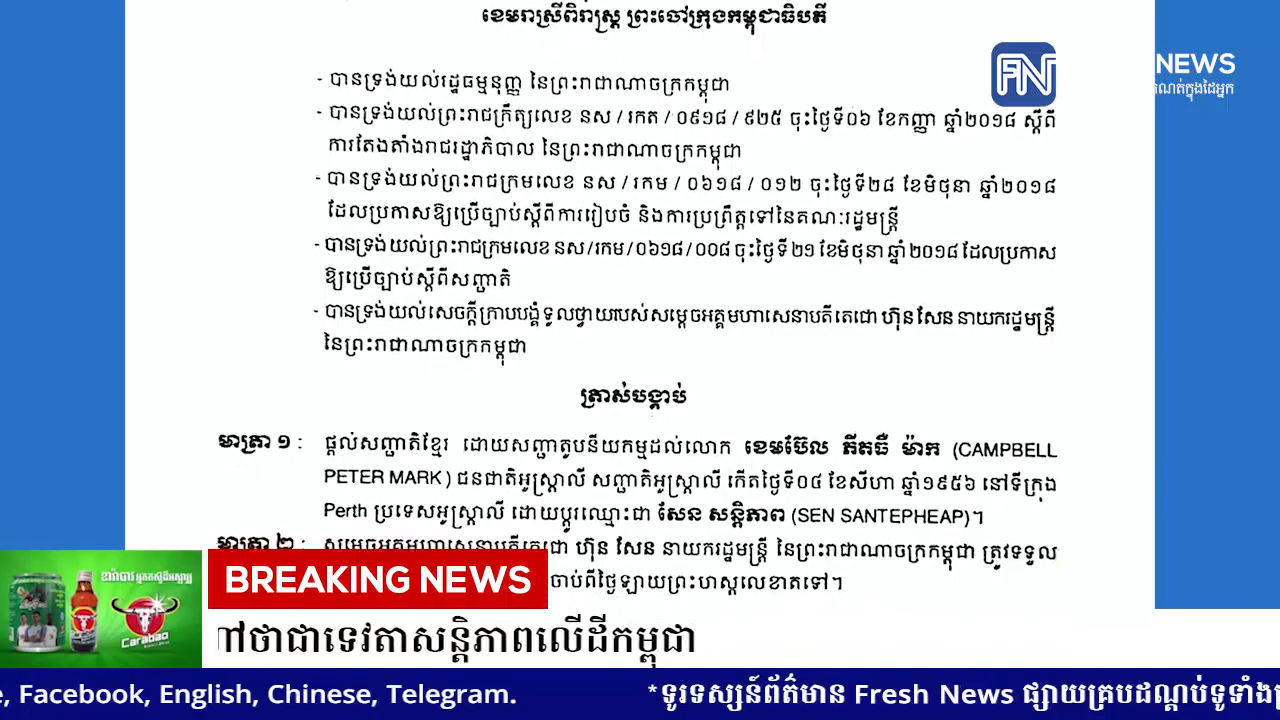 ខេមរាស្រីពិរាស្ត្រ ព្រះចៅក្រុងកម្ពុជាធិបតី
FN
NEWS
រណត់ក្នុងដៃអ្នក
- បានទ្រង់យល់រដ្ឋធម្មនុញ្ញ នៃព្រះរាជាណាចក្រកម្ពុជា
- បានទ្រង់យល់ព្រះរាជក្រឹត្យលេខ នស / រកត / ០៩១៨ / ៩២៥ ចុះថ្ងៃទី០៦ ខែកញ្ញា ឆ្នាំ២០១៨ ស្តីពី
ការតែងតាំងរាជរដ្ឋាភិបាល នៃព្រះរាជាណាចក្រកម្ពុជា
- បានទ្រង់យល់ព្រះរាជក្រមលេខ នស / រកម / ០៦១៨ / ០១២ ចុះថ្ងៃទី២៨ ខែមិថុនា ឆ្នាំ២០១៨
ដែលប្រកាសឱ្យប្រើច្បាប់ស្តីពីការរៀបចំ និងការប្រព្រឹត្តទៅនៃគណៈរដ្ឋមន្ត្រី
- បានទ្រង់យល់ព្រះរាជក្រមលេខ នស/រកម/០៦១៨/០០៨ ចុះថ្ងៃទី២១ ខែមិថុនា ឆ្នាំ២០១៨ ដែលប្រកាស
ឱ្យប្រើច្បាប់ស្តីពីសញ្ជាតិ
- បានទ្រង់យល់សេចក្តីក្រាបបង្គំទូលថ្វាយរបស់សម្តេចអគ្គមហាសេនាបតីតេជោ ហ៊ុន សែន នាយករដ្ឋមន្ត្រី
នៃព្រះរាជាណាចក្រកម្ពុជា
ត្រាស់បង្គាប់
មាត្រា ១ : ផ្តល់សញ្ជាតិខ្មែរ ដោយសញ្ជាតូបនីយកម្មដល់លោក ខេមប៊ែល ភីតធឺ ម៉ាក (CAMPBELL
PETER MARK) ជនជាតិអូស្ត្រាលី សញ្ជាតិអូស្ត្រាលី កើតថ្ងៃទី០៤ ខែសីហា ឆ្នាំ១៩៥៦ នៅទីក្រុង
Perth ប្រទេសអូស្ត្រាលី ដោយប្តូរឈ្មោះជា សែន សន្តិភាព (SEN SANTEPHEAP)។
មាត្រា ២ : សម្តេចអគ្គមហាសេនាបតីតេជោ ហ៊ុន សែន នាយករដ្ឋមន្ត្រី នៃព្រះរាជាណាចក្រកម្ពុជា ត្រូវទទួល
ចាប់ពីថ្ងៃឡាយព្រះហស្តលេខាតទៅ។
Carabao
BREAKING NEWS
ថាជាទេវតាសន្តិភាពលើដីកម្ពុជា
e, Facebook, English, Chinese, Telegram. *ទូរទស្សន៍ព័ត៌មាន Fresh News ផ្សាយគ្របដណ្តប់ទូទាំង